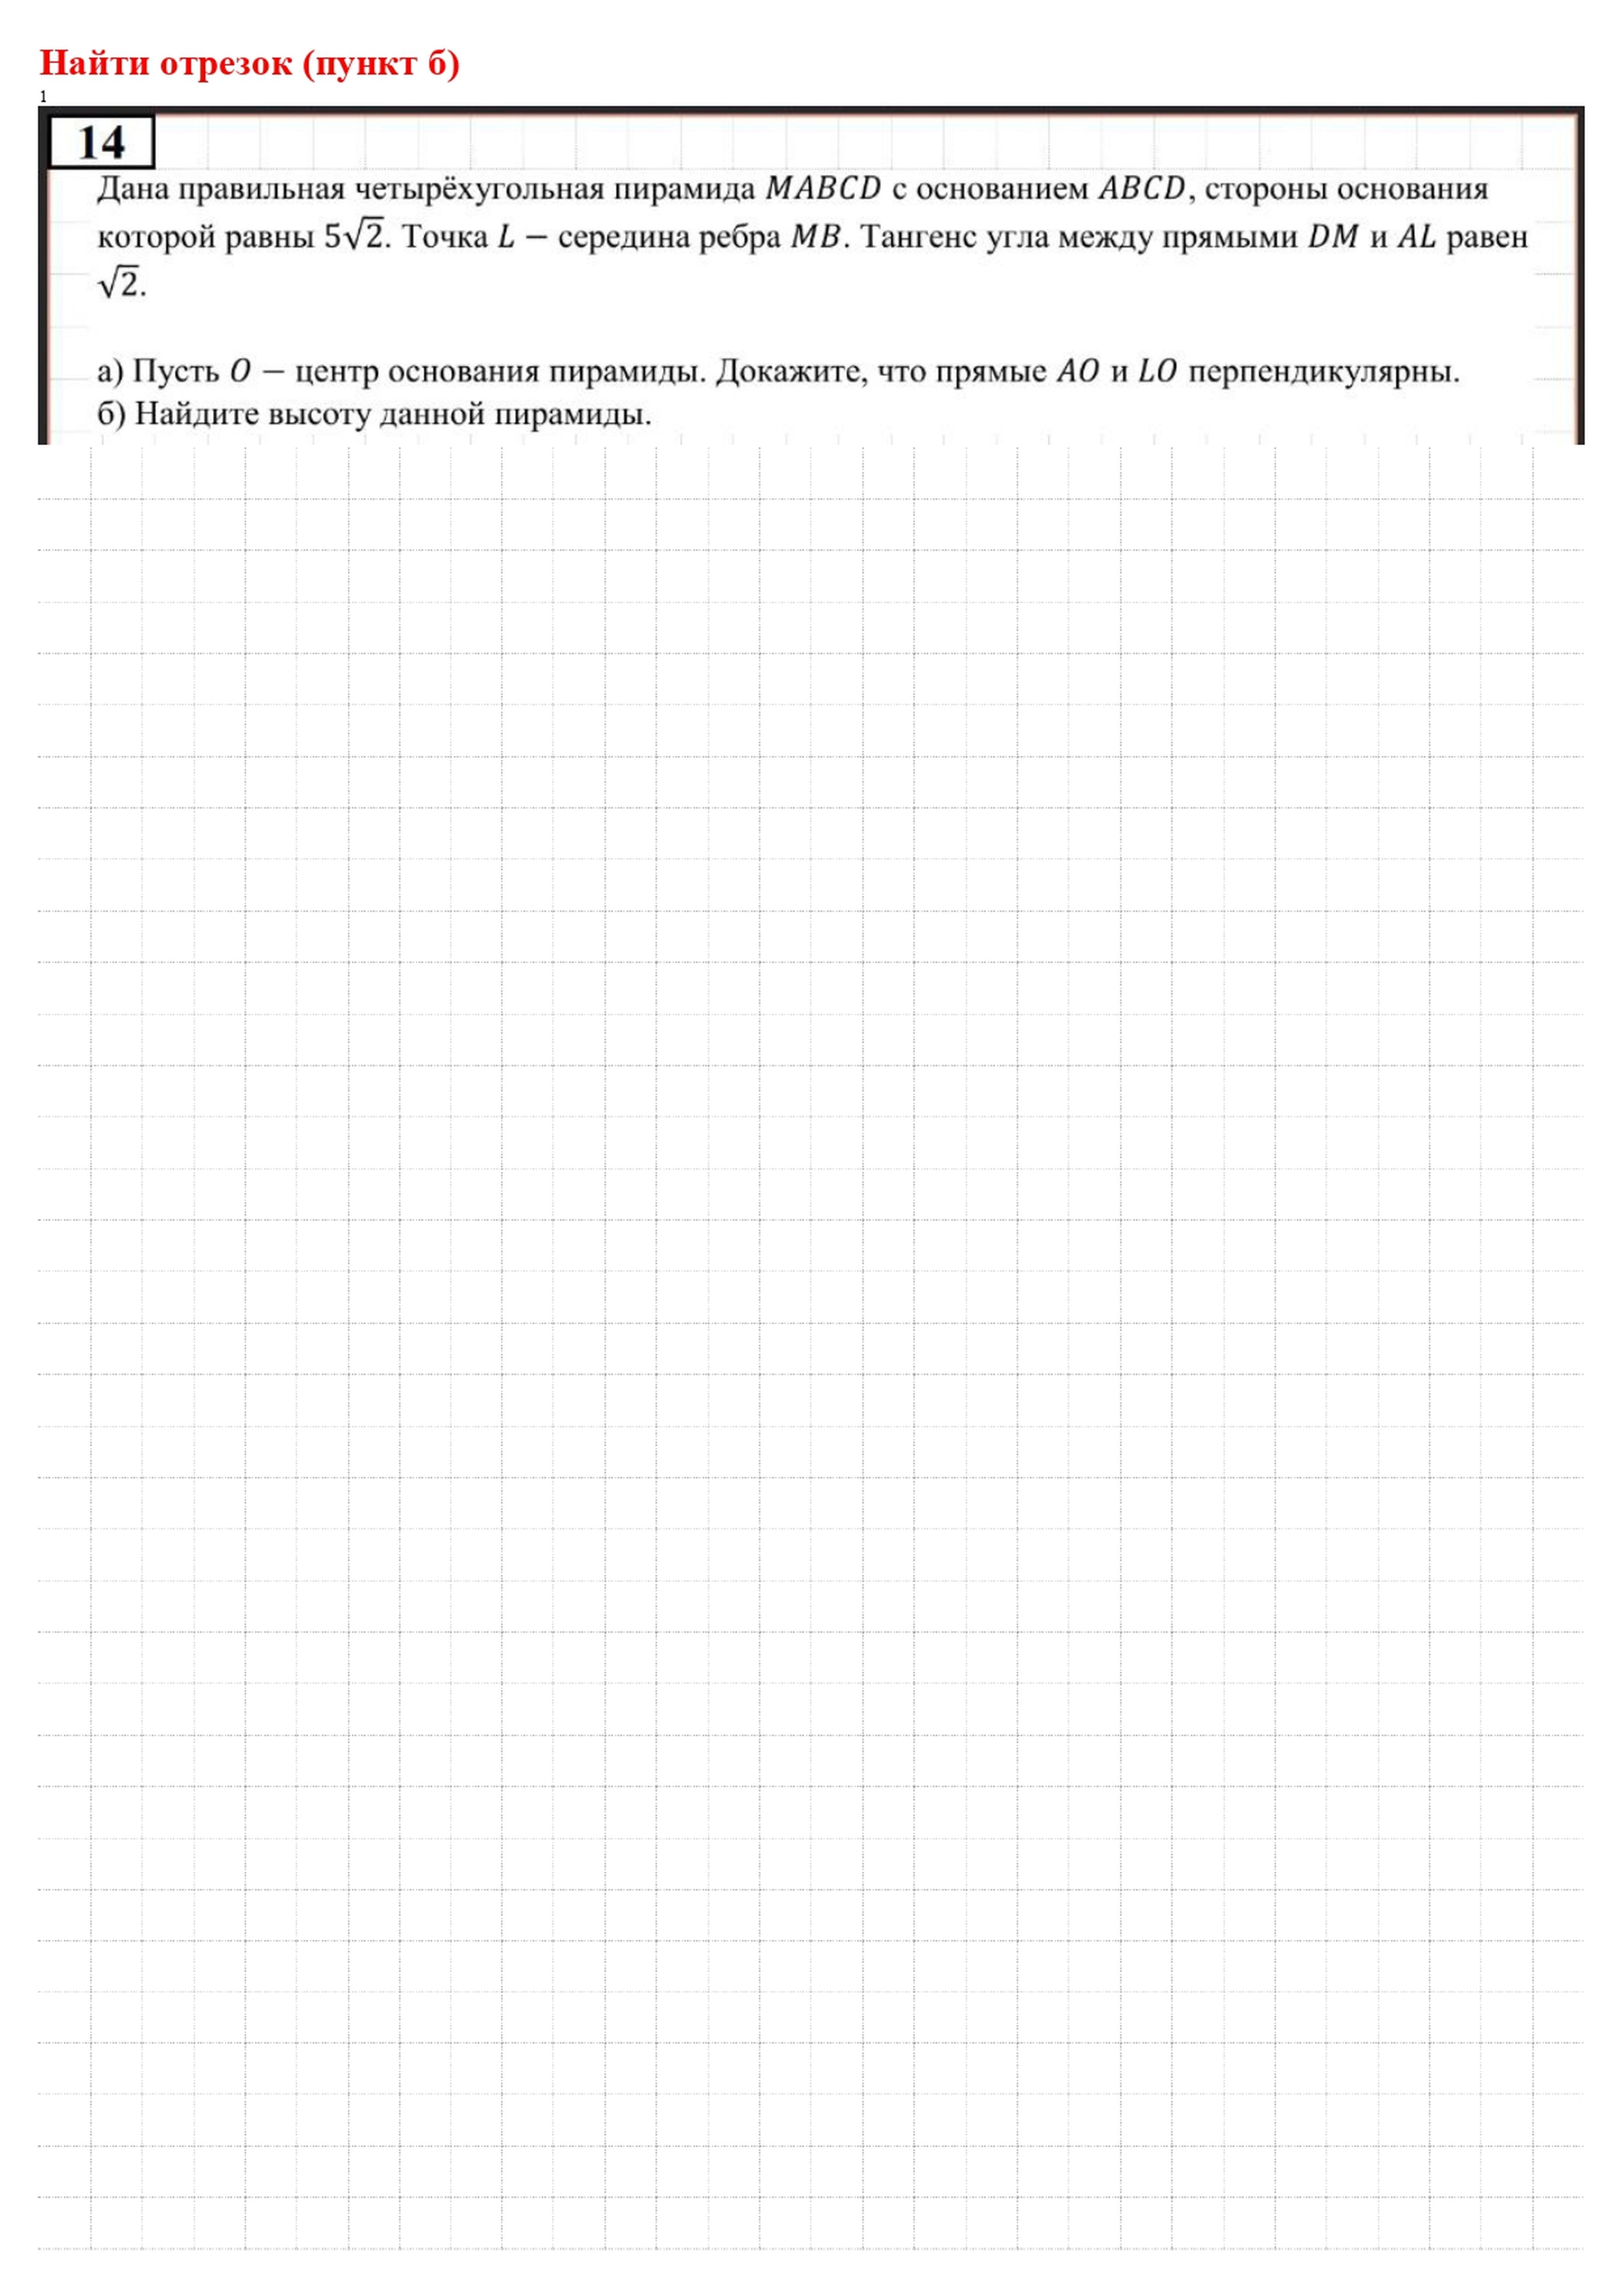 Найти отрезок (пункт б)
1
14
Дана правильная четырёхугольная пирамида MABCD с основанием ABCD, стороны основания
которой равны 5√2. Точка L – середина ребра MB. Тангенс угла между прямыми DM и AL равен
√2.
а) Пусть O – центр основания пирамиды. Докажите, что прямые AO и LO перпендикулярны.
б) Найдите высоту данной пирамиды.